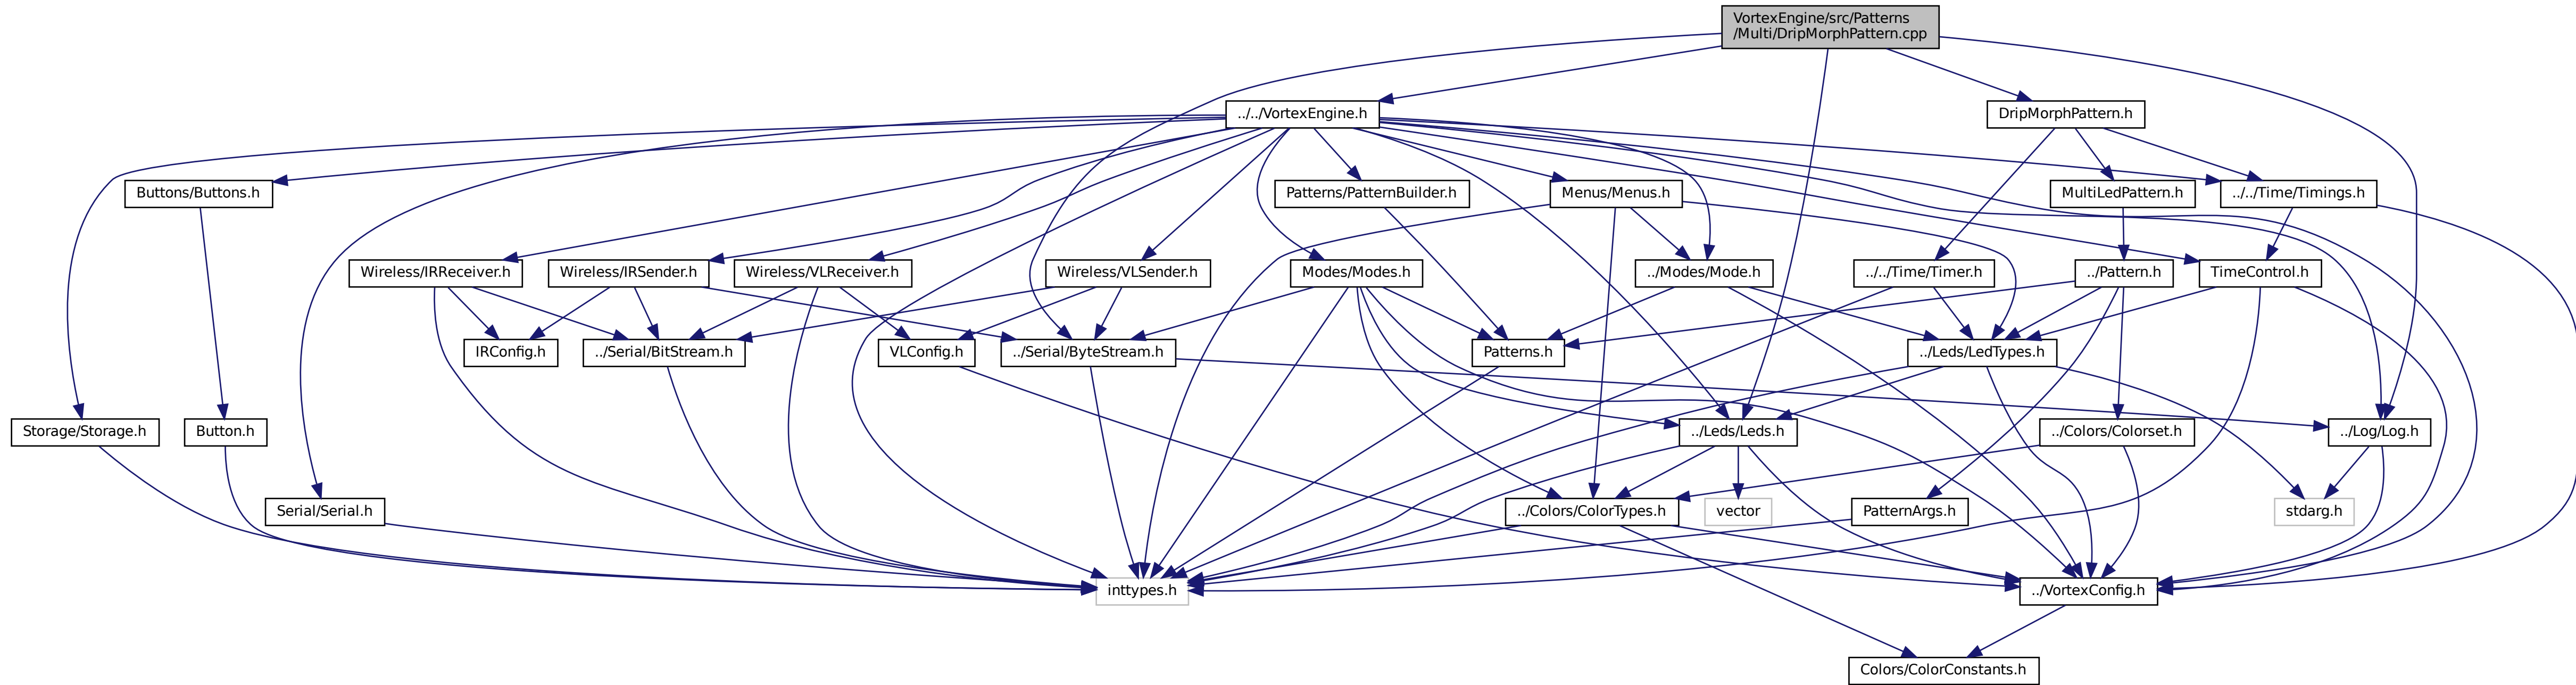 VortexEngine/src/Patterns
/Multi/DripMorphPattern.cpp
../../VortexEngine.h
DripMorphPattern.h
Buttons/Buttons.h
Patterns/PatternBuilder.h
Menus/Menus.h
MultiLedPattern.h
../../Time/Timings.h
Wireless/IRReceiver.h
Wireless/IRSender.h
Wireless/VLReceiver.h
Wireless/VLSender.h
Modes/Modes.h
../Modes/Mode.h
../../Time/Timer.h
../Pattern.h
TimeControl.h
IRConfig.h
../Serial/BitStream.h
VLConfig.h
../Serial/ByteStream.h
Patterns.h
../Leds/LedTypes.h
Storage/Storage.h
Button.h
../Leds/Leds.h
../Colors/Colorset.h
../Log/Log.h
Serial/Serial.h
../Colors/ColorTypes.h
vector
PatternArgs.h
stdarg.h
inttypes.h
../VortexConfig.h
Colors/ColorConstants.h